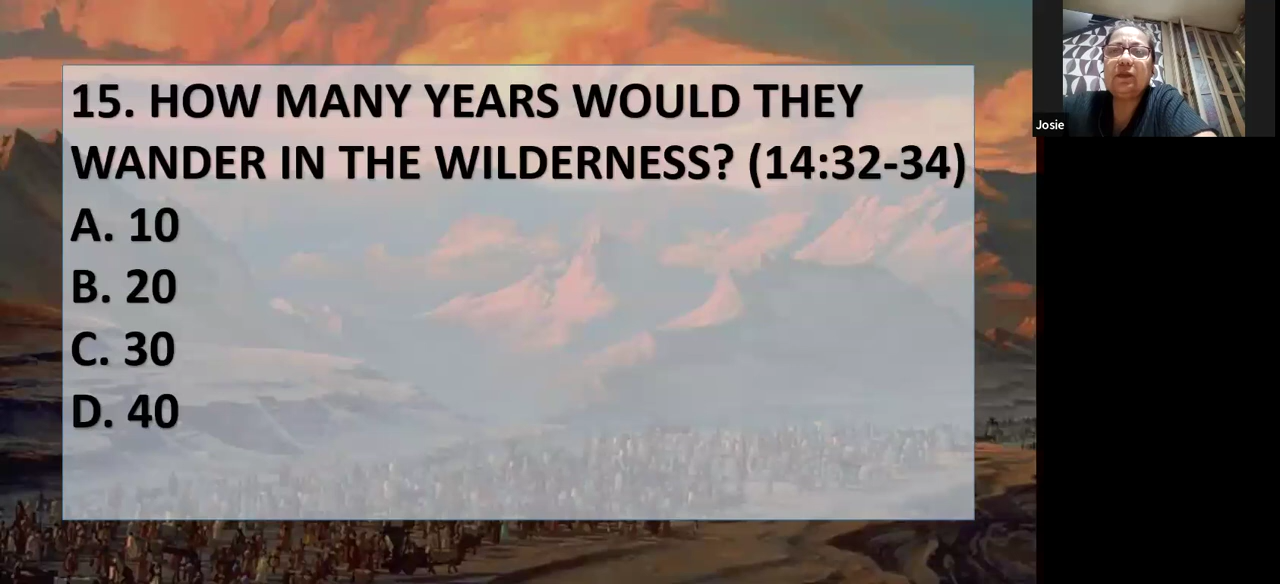 15. HOW MANY YEARS WOULD THEY
WANDER IN THE WILDERNESS? (14:32-34)
A. 10
B. 20
C. 30
D. 40
Josie